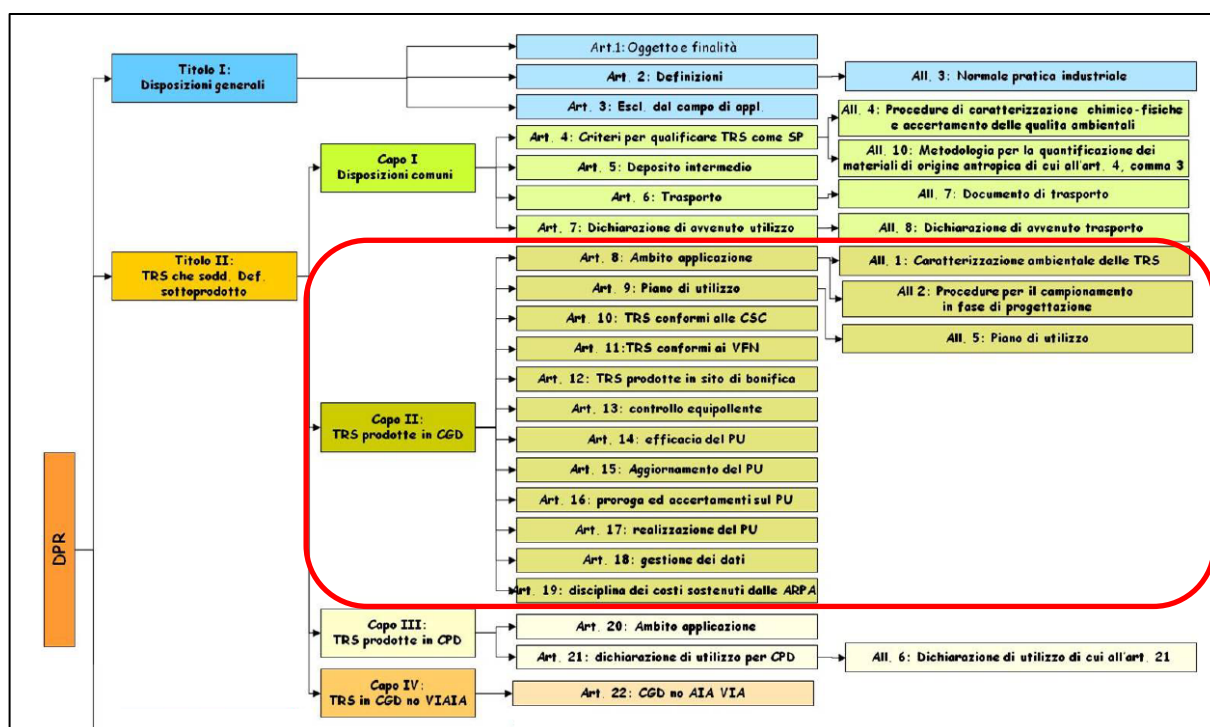 DPR
Titolo I:
Disposizioni generali
Art.1: Oggetto e finalità
Art. 2: Definizioni
All. 3: Normale pratica industriale
Art. 3: Escl. dal campo di appl.
Titolo II:
TRS che sodd. Def.
sottoprodotto
Capo I
Disposizioni comuni
Art. 4: Criteri per qualificare TRS come SP
All. 4: Procedure di caratterizzazione chimico-fisiche
e accertamento delle qualita ambientali
All. 10: Metodologia per la quantificazione dei
materiali di origine antropica di cui all'art. 4, comma 3
Art. 5: Deposito intermedio
Art. 6: Trasporto
All. 7: Documento di trasporto
Art. 7: Dichiarazione di avvenuto utilizzo
All. 8: Dichiarazione di avvenuto trasporto
Capo II:
TRS prodotte in CGD
Art. 8: Ambito applicazione
All. 1: Caratterizzazione ambientale delle TRS
All 2: Procedure per il campionamento
in fase di progettazione
Art. 9: Piano di utilizzo
All. 5: Piano di utilizzo
Art. 10: TRS conformi alle CSC
Art. 11:TRS conformi ai VFN
Art. 12: TRS prodotte in sito di bonifica
Art. 13: controllo equipollente
Art. 14: efficacia del PU
Art. 15: Aggiornamento del PU
Art. 16: proroga ed accertamenti sul PU
Art. 17: realizzazione del PU
Art. 18: gestione dei dati
Art. 19: disciplina dei costi sostenuti dalle ARPA
Capo III:
TRS prodotte in CPD
Art. 20: Ambito applicazione
Art. 21: dichiarazione di utilizzo per CPD
All. 6: Dichiarazione di utilizzo di cui all'art. 21
Capo IV:
TRS in CGD no VIAIA
Art. 22: CGD no AIA VIA